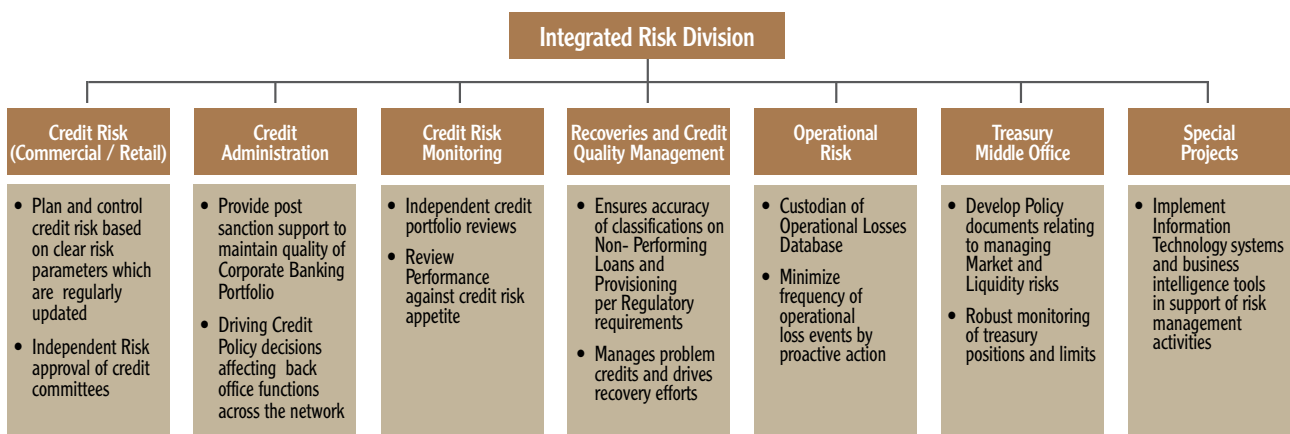 Integrated Risk Division
Credit Risk
(Commercial / Retail)
• Plan and control
credit risk based
on clear risk
parameters which
are regularly
updated
• Independent Risk
approval of credit
committees
Credit
Administration
• Provide post
sanction support to
maintain quality of
Corporate Banking
Portfolio
• Driving Credit
Policy decisions
affecting back
office functions
across the network
Credit Risk
Monitoring
• Independent credit
portfolio reviews
• Review
Performance
against credit risk
appetite
Recoveries and Credit
Quality Management
• Ensures accuracy
of classifications on
Non- Performing
Loans and
Provisioning
per Regulatory
requirements
• Manages problem
credits and drives
recovery efforts
Operational
Risk
• Custodian of
Operational Losses
Database
• Minimize
frequency of
operational
loss events by
proactive action
Treasury
Middle Office
• Develop Policy
documents relating
to managing
Market and
Liquidity risks
• Robust monitoring
of treasury
positions and limits
Special
Projects
• Implement
Information
Technology systems
and business
intelligence tools
in support of risk
management
activities